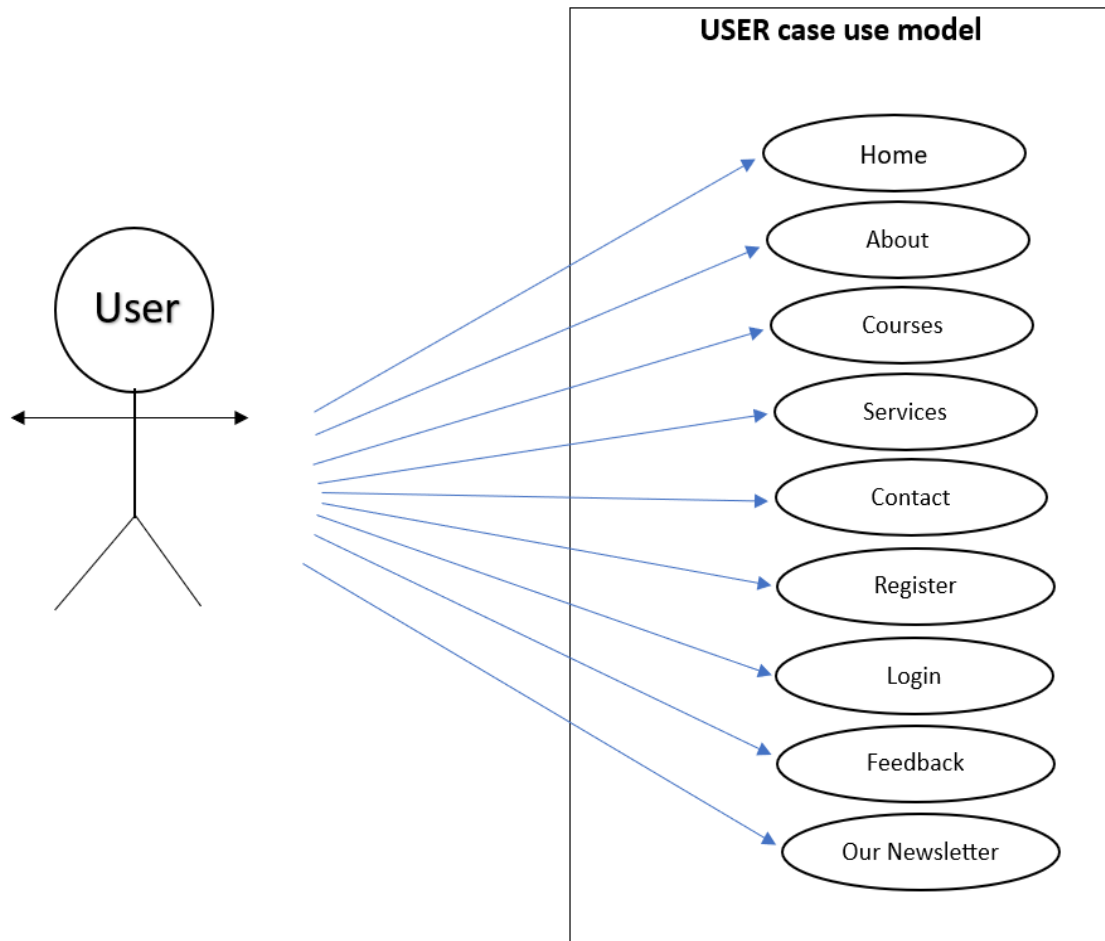 USER case use model
Home
About
User
Courses
Services
Contact
Register
Login
Feedback
Our Newsletter